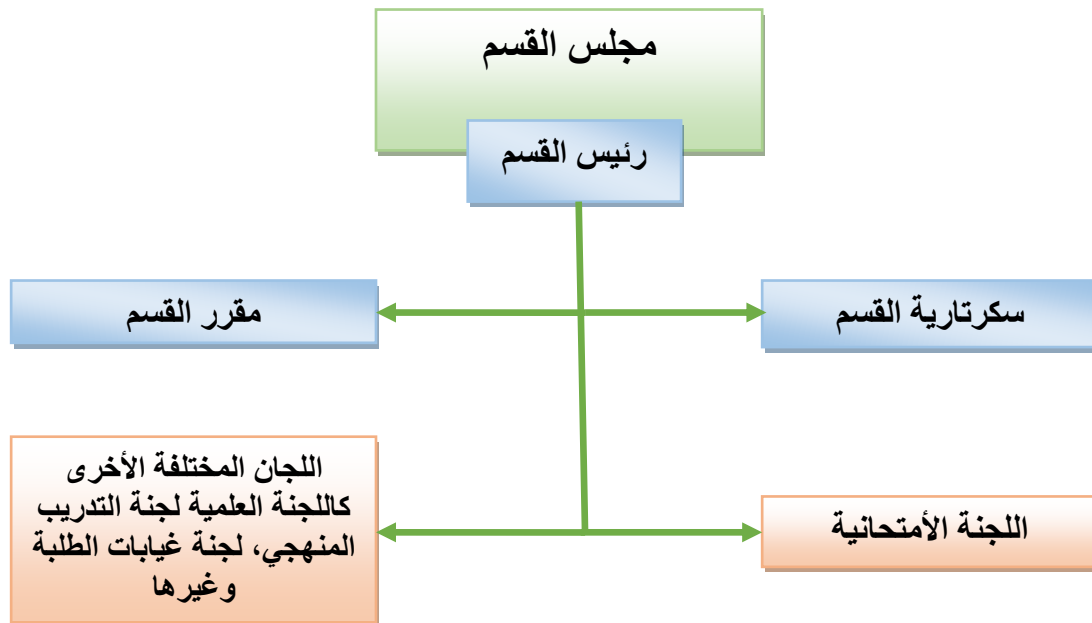 مجلس القسم
رئيس القسم
سكرتارية القسم
مقرر القسم
اللجنة الأمتحانية
اللجان المختلفة الأخرى
كاللجنة العلمية لجنة التدريب
المنهجي، لجنة غيابات الطلبة
وغيرها